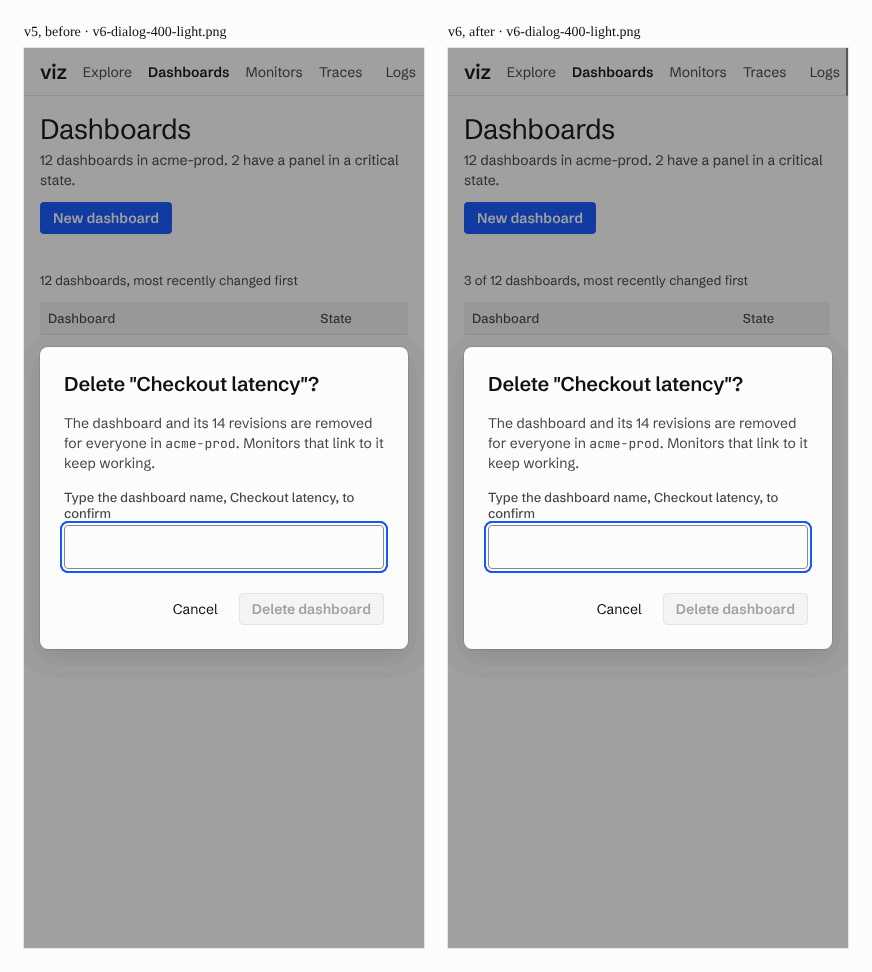 v5, before · v6-dialog-400-light.png
viz Explore Dashboards Monitors Traces Logs
Dashboards
12 dashboards in acme-prod. 2 have a panel in a critical
state.
New dashboard
12 dashboards, most recently changed first
Dashboard State
Delete "Checkout latency"?
The dashboard and its 14 revisions are removed
for everyone in acme-prod. Monitors that link to it
keep working.
Type the dashboard name, Checkout latency, to
confirm
Cancel Delete dashboard
v6, after · v6-dialog-400-light.png
viz Explore Dashboards Monitors Traces Logs
Dashboards
12 dashboards in acme-prod. 2 have a panel in a critical
state.
New dashboard
3 of 12 dashboards, most recently changed first
Dashboard State
Delete "Checkout latency"?
The dashboard and its 14 revisions are removed
for everyone in acme-prod. Monitors that link to it
keep working.
Type the dashboard name, Checkout latency, to
confirm
Cancel Delete dashboard